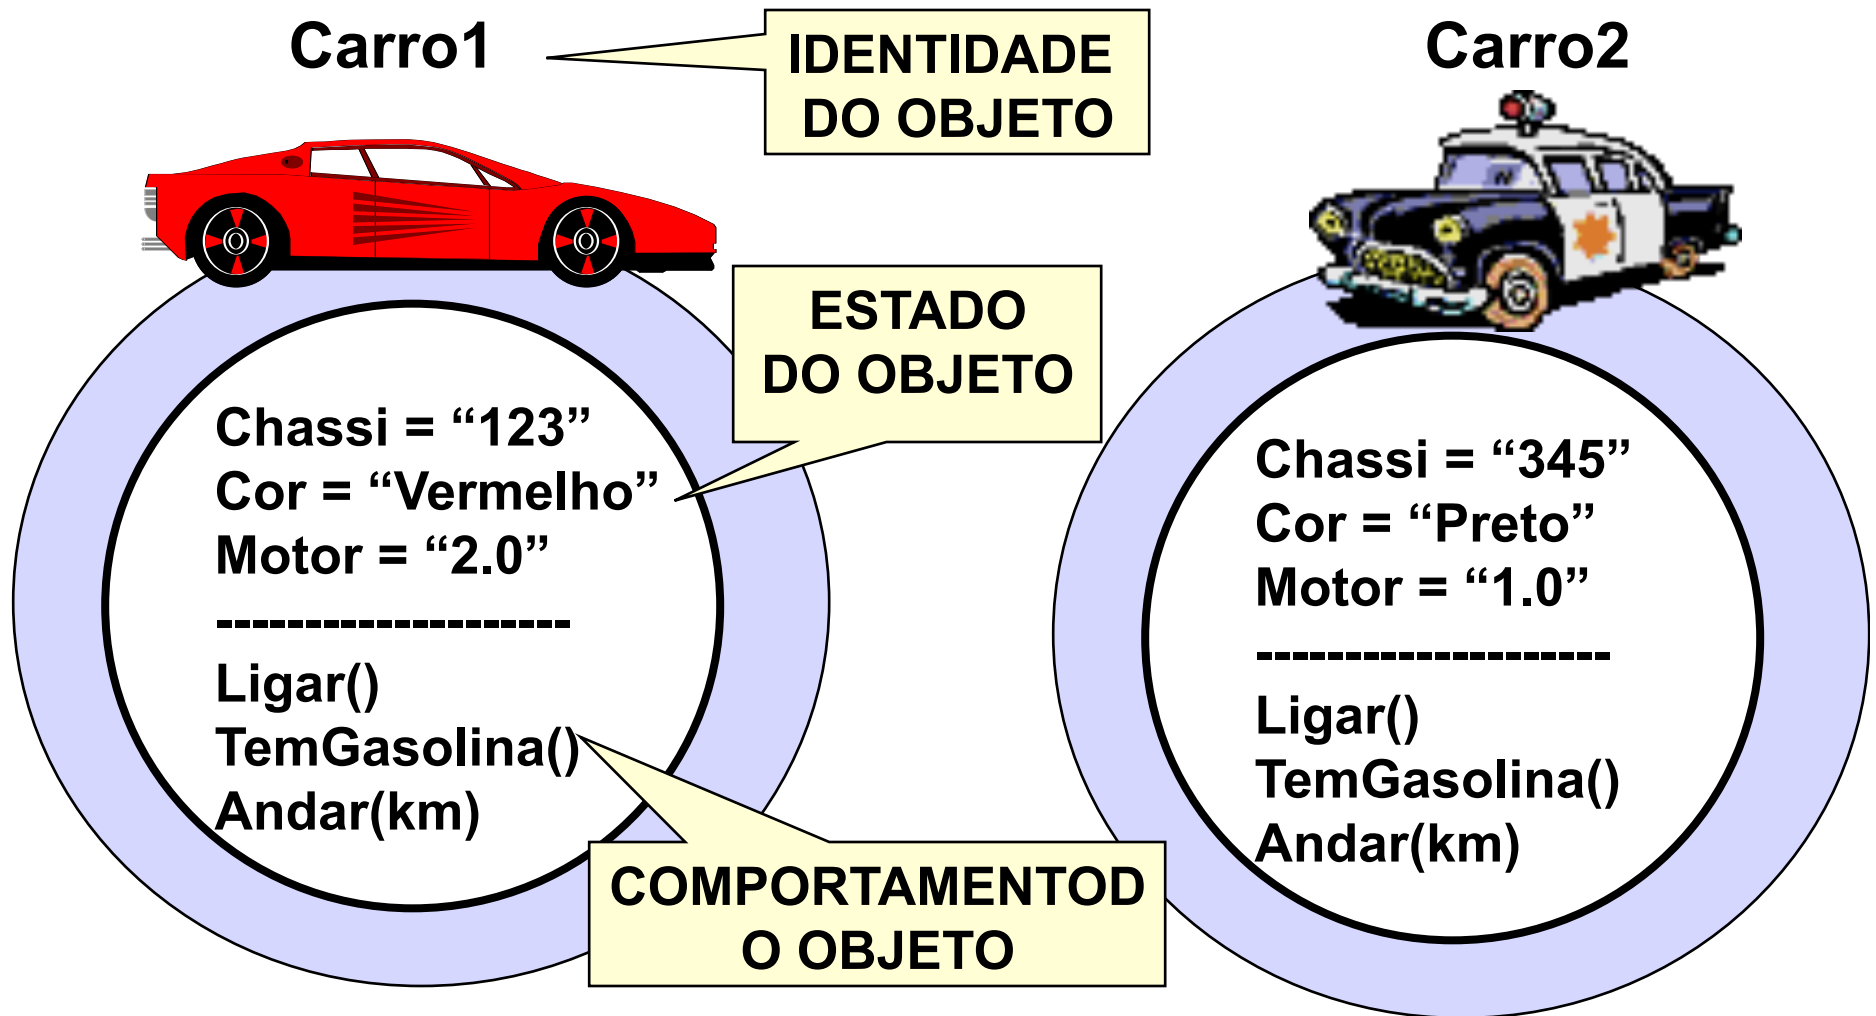 Carro1
IDENTIDADE
DO OBJETO
Carro2
ESTADO
DO OBJETO
Chassi = “123”
Cor = “Vermelho”
Motor = “2.0”
--------------------
Ligar()
TemGasolina()
Andar(km)
COMPORTAMENTOD
O OBJETO
Chassi = “345”
Cor = “Preto”
Motor = “1.0”
--------------------
Ligar()
TemGasolina()
Andar(km)